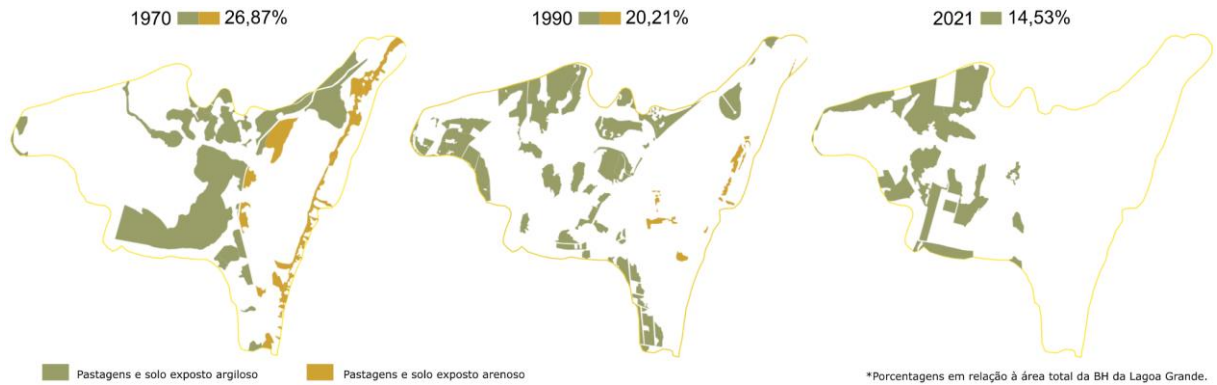 1970 26,87%
1990 20,21%
2021 14,53%
Pastagens e solo exposto argiloso
Pastagens e solo exposto arenoso
*Porcentagens em relação à área total da BH da Lagoa Grande.